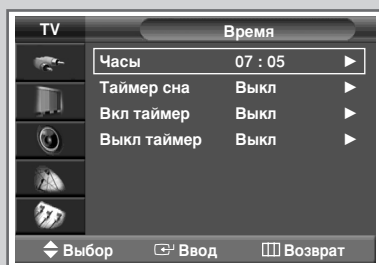 TV Время
Часы 07 : 05 ►
Таймер сна Выкл ►
Вкл таймер Выкл ►
Выкл таймер Выкл ►
Выбор Ввод Возврат